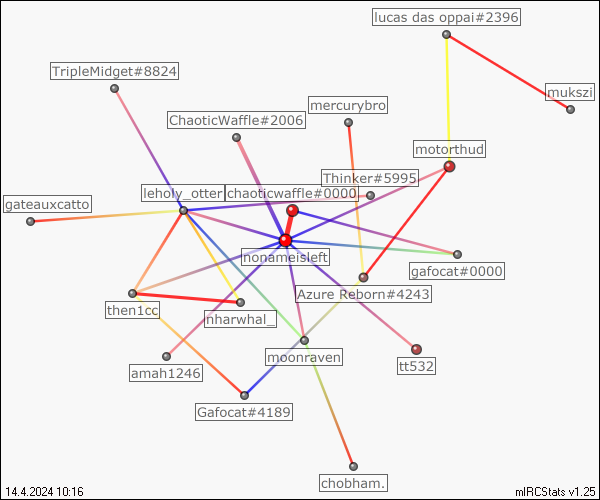 lucas das oppai#2396
TripleMidget#8824
mukszi
mercurybro
ChaoticWaffle#2006
motorthud
Thinker#5995
leholy_otter
chaoticwaffle#0000
gateauxcatto
nonameisleft
gafocat#0000
Azure Reborn#4243
then1cc
nharwhal_
moonraven
tt532
amah1246
Gafocat#4189
chobham.
14.4.2024 10:16
mIRCStats v1.25